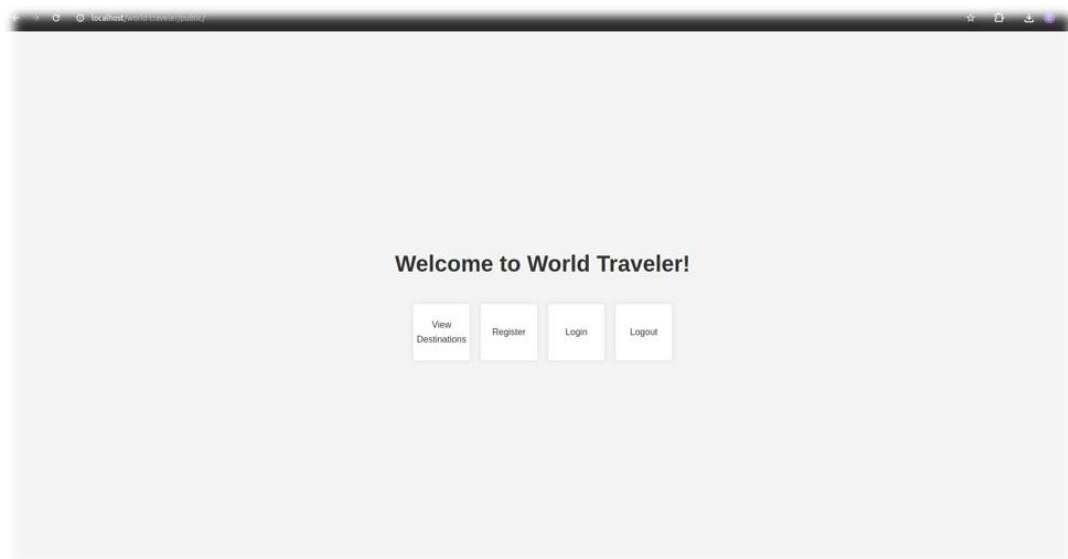 localhost/world-traveler/public/
Welcome to World Traveler!
View
Destinations
Register
Login
Logout